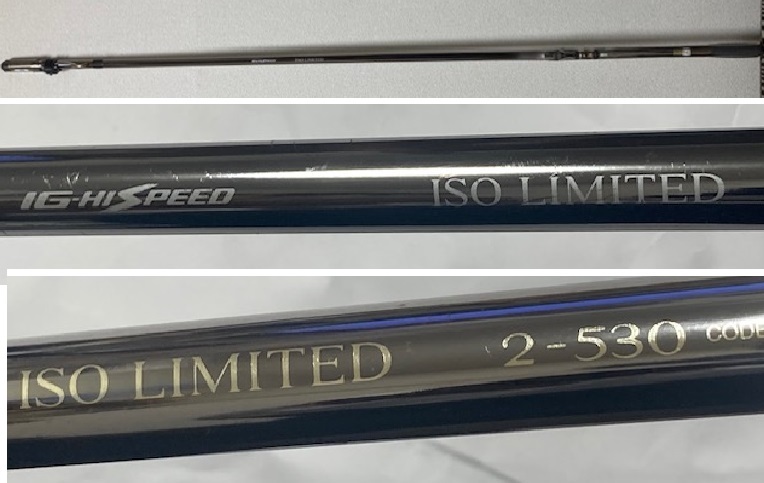 IG-HISPEED ISO LIMITED
ISO LIMITED 2-530 CODE